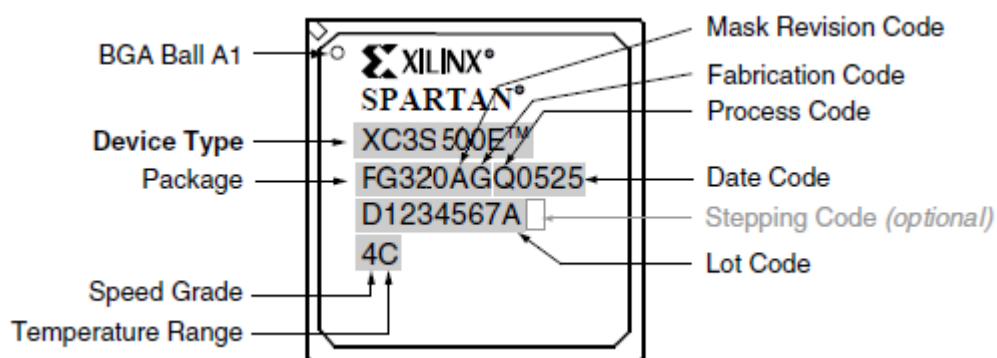 BGA Ball A1
Device Type
Package
Speed Grade
Temperature Range
XILINX®
SPARTAN®
XC3S500E™
FG320AGQ0525
D1234567A
4C
Mask Revision Code
Fabrication Code
Process Code
Date Code
Stepping Code (optional)
Lot Code